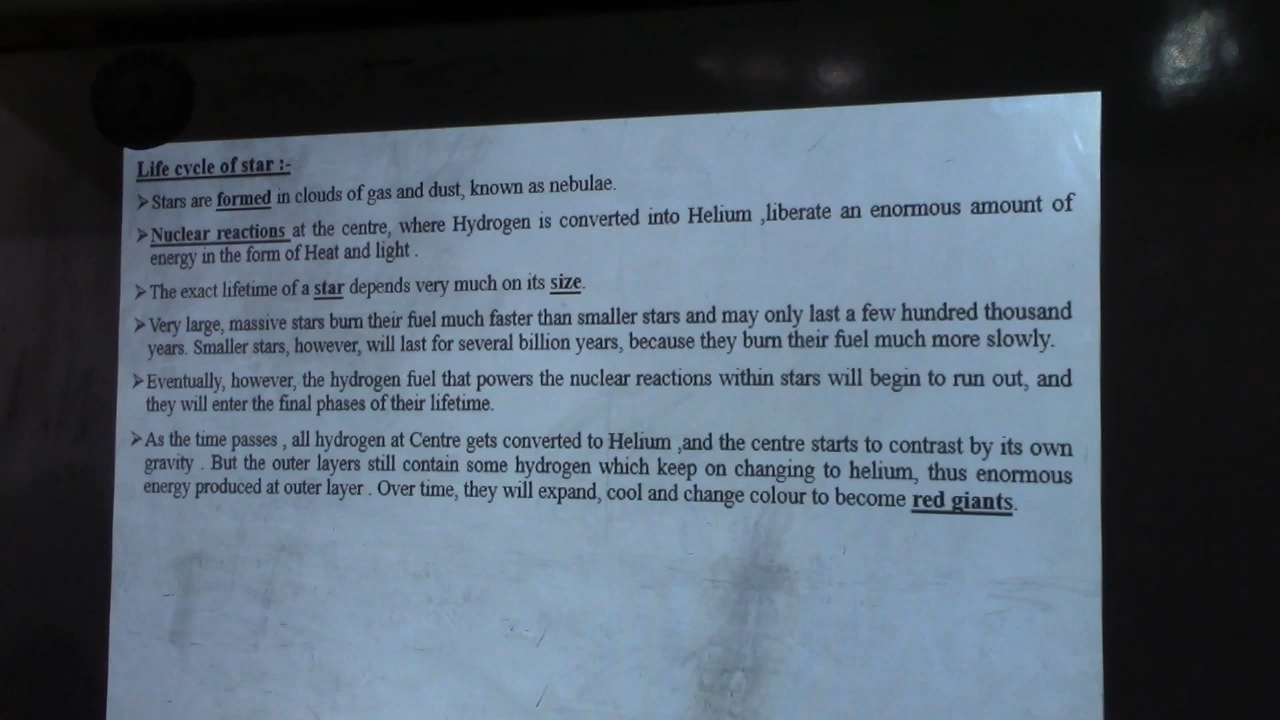 Life cycle of star :-
➢Stars are formed in clouds of gas and dust, known as nebulae.
➢Nuclear reactions at the centre, where Hydrogen is converted into Helium ,liberate an enormous amount of
energy in the form of Heat and light .
➢The exact lifetime of a star depends very much on its size.
➢Very large, massive stars burn their fuel much faster than smaller stars and may only last a few hundred thousand
years. Smaller stars, however, will last for several billion years, because they burn their fuel much more slowly.
➢Eventually, however, the hydrogen fuel that powers the nuclear reactions within stars will begin to run out, and
they will enter the final phases of their lifetime.
➢As the time passes , all hydrogen at Centre gets converted to Helium ,and the centre starts to contrast by its own
gravity . But the outer layers still contain some hydrogen which keep on changing to helium, thus enormous
energy produced at outer layer . Over time, they will expand, cool and change colour to become red giants.